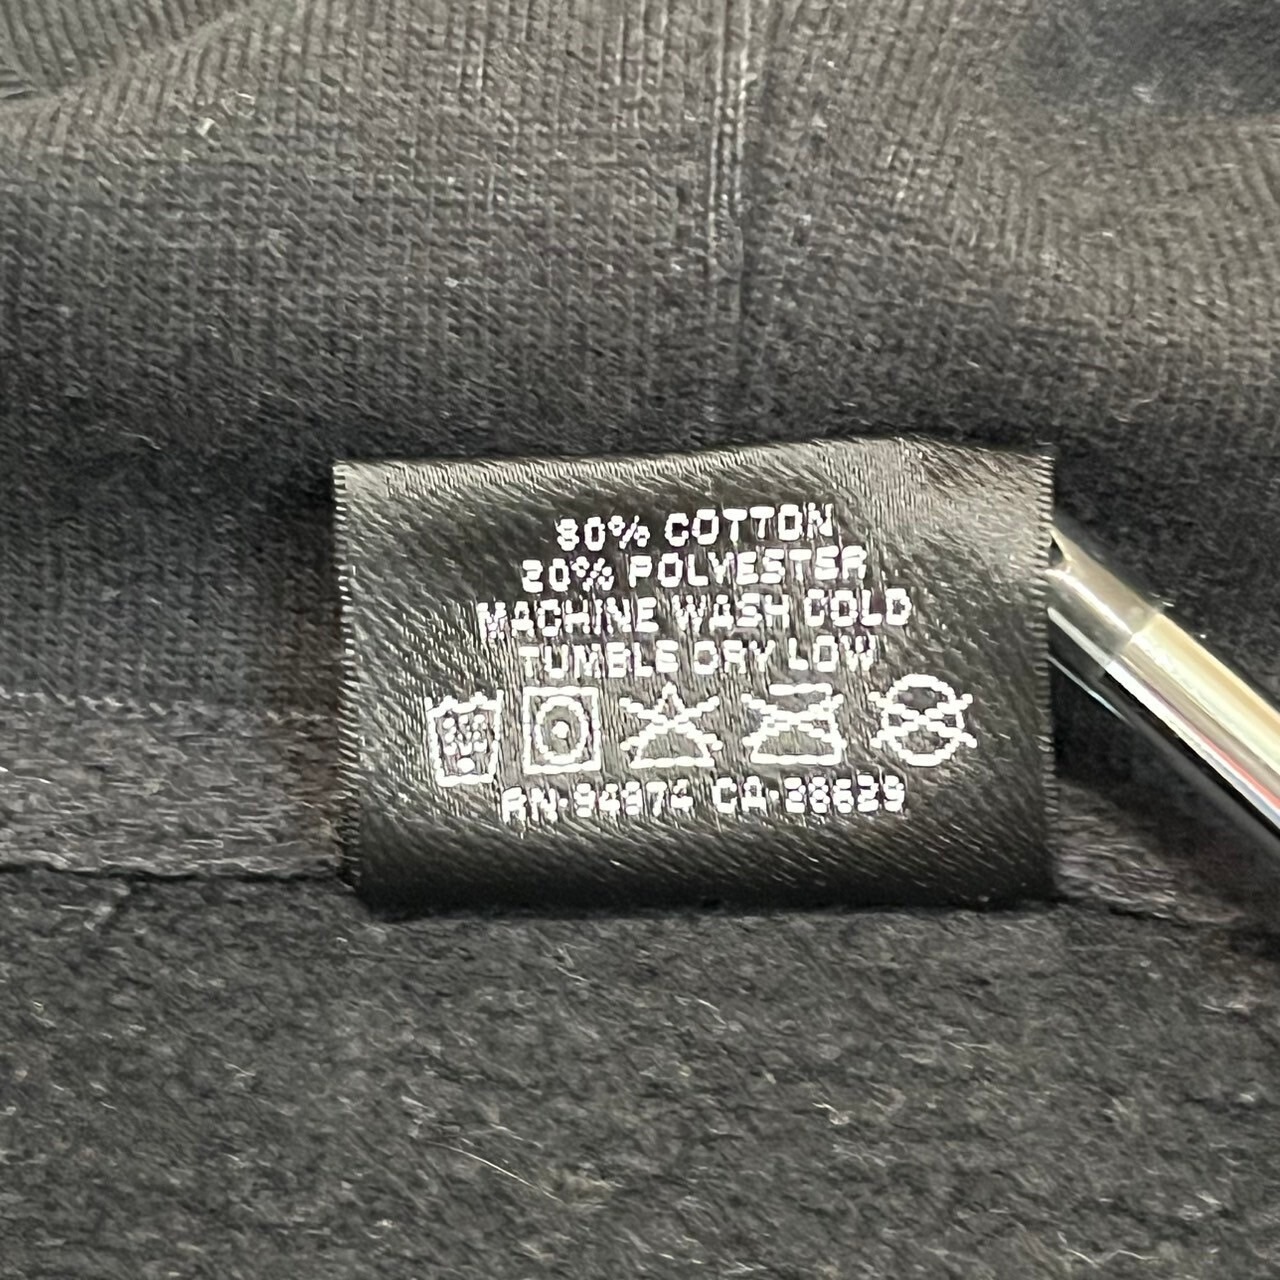 80% COTTON
20% POLYESTER
MACHINE WASH COLD
TUMBLE DRY LOW
RN-94974 CA-28629